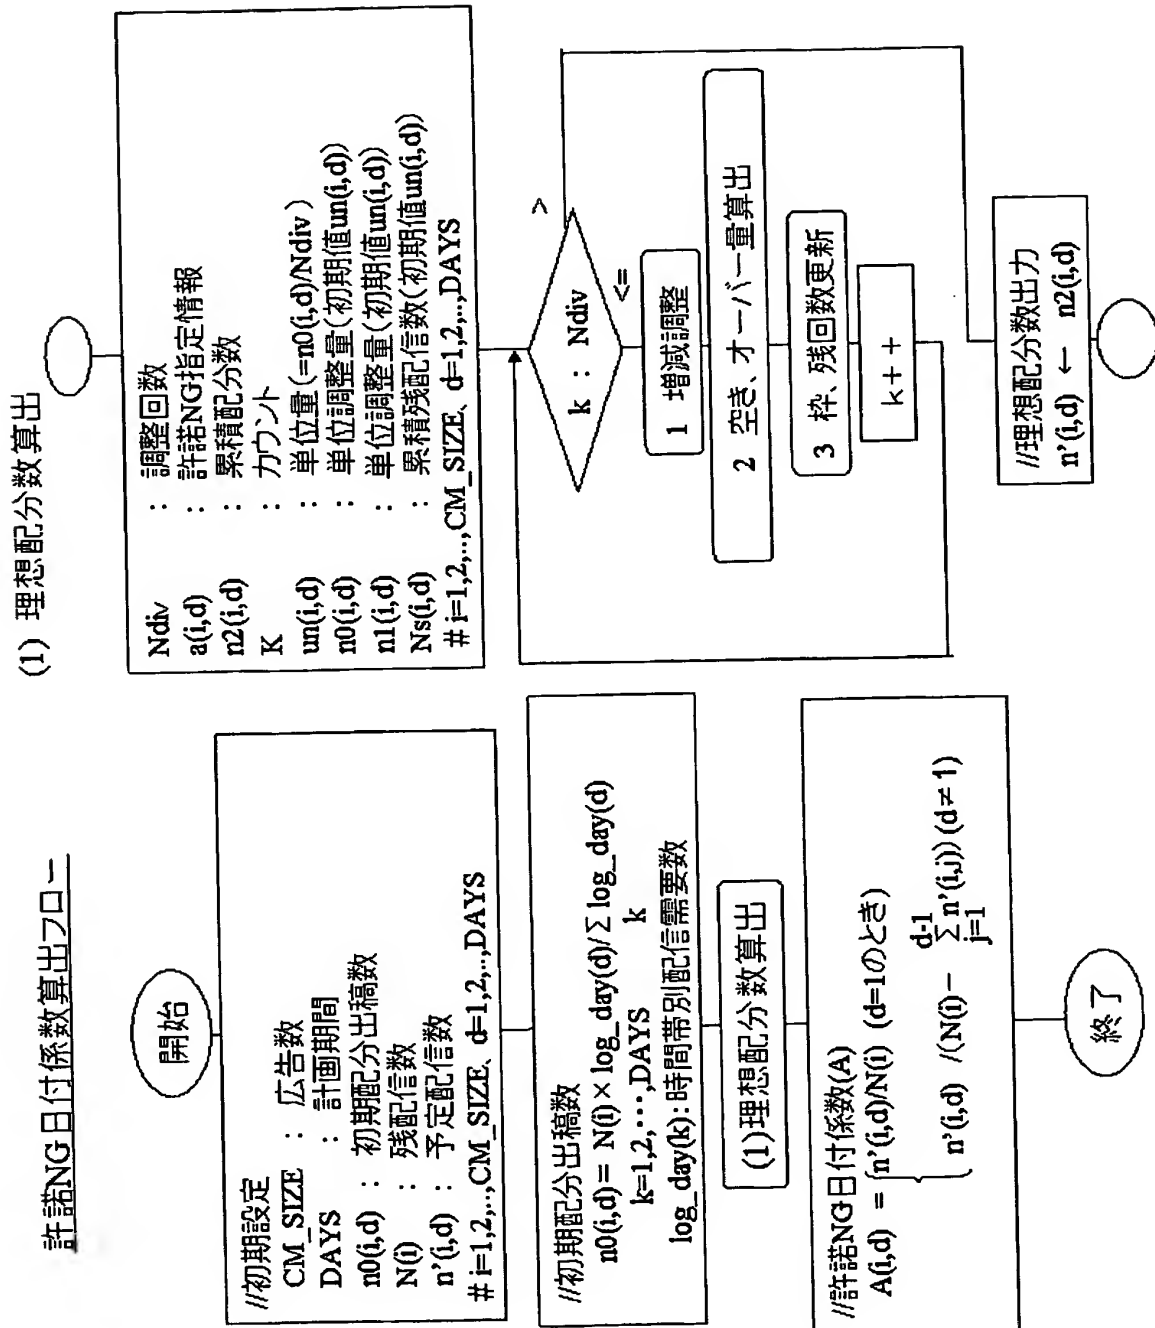 許諾NG日付係数算出フロー
開始
//初期設定
CM_SIZE : 広告数
DAYS : 計画期間
n0(i,d) : 初期配分出稿数
N(i) : 残配信数
n’(i,d) : 予定配信数
# i=1,2,..,CM_SIZE、d=1,2,..,DAYS
//初期配分出稿数
n0(i,d) = N(i) × log_day(d)/Σ log_day(d)
k
k=1,2,・・・,DAYS
log_day(k):時間帯別配信需要数
(1)理想配分数算出
//許諾NG日付係数(A)
A(i,d) = { n’(i,d)/N(i) (d=1のとき)
n’(i,d) /(N(i) -
d-1
Σ n’(i,j)) (d≠1)
j=1
終了
(1) 理想配分数算出
Ndiv : 調整回数
a(i,d) : 許諾NG指定情報
n2(i,d) : 累積配分数
K : カウント
un(i,d) : 単位量(=n0(i,d)/Ndiv)
n0(i,d) : 単位調整量(初期値un(i,d))
n1(i,d) : 単位調整量(初期値un(i,d))
Ns(i,d) : 累積残配信数(初期値un(i,d))
# i=1,2,..,CM_SIZE、d=1,2,..,DAYS
k : Ndiv
>
<=
1 増減調整
2 空き、オーバー量算出
3 枠、残回数更新
k++
//理想配分数出力
n’(i,d) ← n2(i,d)